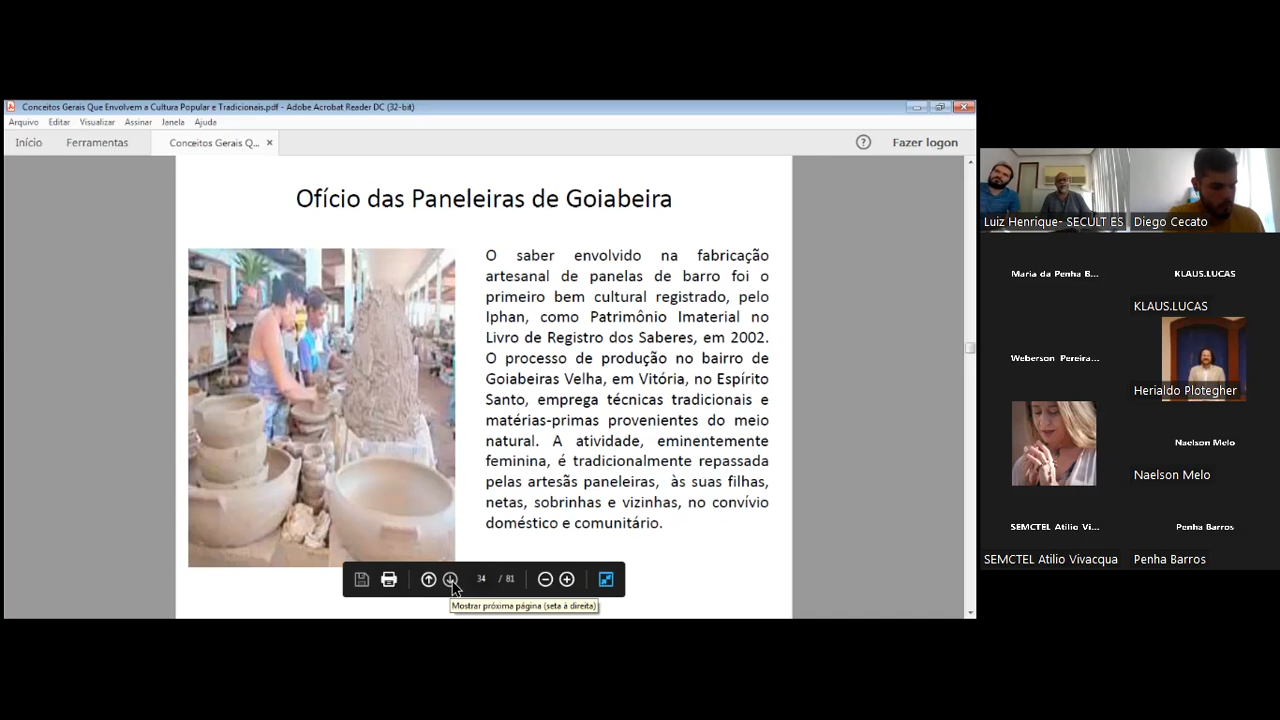 Conceitos Gerais Que Envolvem a Cultura Popular e Tradicionais.pdf - Adobe Acrobat Reader DC (32-bit)
Arquivo Editar Visualizar Assinar Janela Ajuda
Início Ferramentas Conceitos Gerais Q... Fazer logon
Ofício das Paneleiras de Goiabeira
O saber envolvido na fabricação
artesanal de panelas de barro foi o
primeiro bem cultural registrado, pelo
Iphan, como Patrimônio Imaterial no
Livro de Registro dos Saberes, em 2002.
O processo de produção no bairro de
Goiabeiras Velha, em Vitória, no Espírito
Santo, emprega técnicas tradicionais e
matérias-primas provenientes do meio
natural. A atividade, eminentemente
feminina, é tradicionalmente repassada
pelas artesãs paneleiras, às suas filhas,
netas, sobrinhas e vizinhas, no convívio
doméstico e comunitário.
34 / 81
Mostrar próxima página (seta à direita)
Luiz Henrique- SECULT ES
Diego Cecato
Maria da Penha B...
KLAUS.LUCAS
KLAUS.LUCAS
Weberson Pereira...
Herialdo Plotegher
Naelson Melo
Naelson Melo
SEMCTEL Atilio Vi...
SEMCTEL Atilio Vivacqua
Penha Barros
Penha Barros